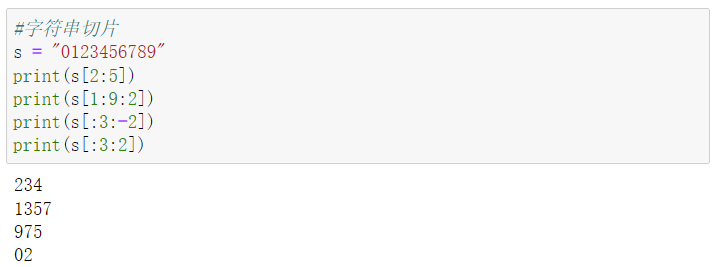 #字符串切片
s = "0123456789"
print(s[2:5])
print(s[1:9:2])
print(s[:3:-2])
print(s[:3:2])
234
1357
975
02